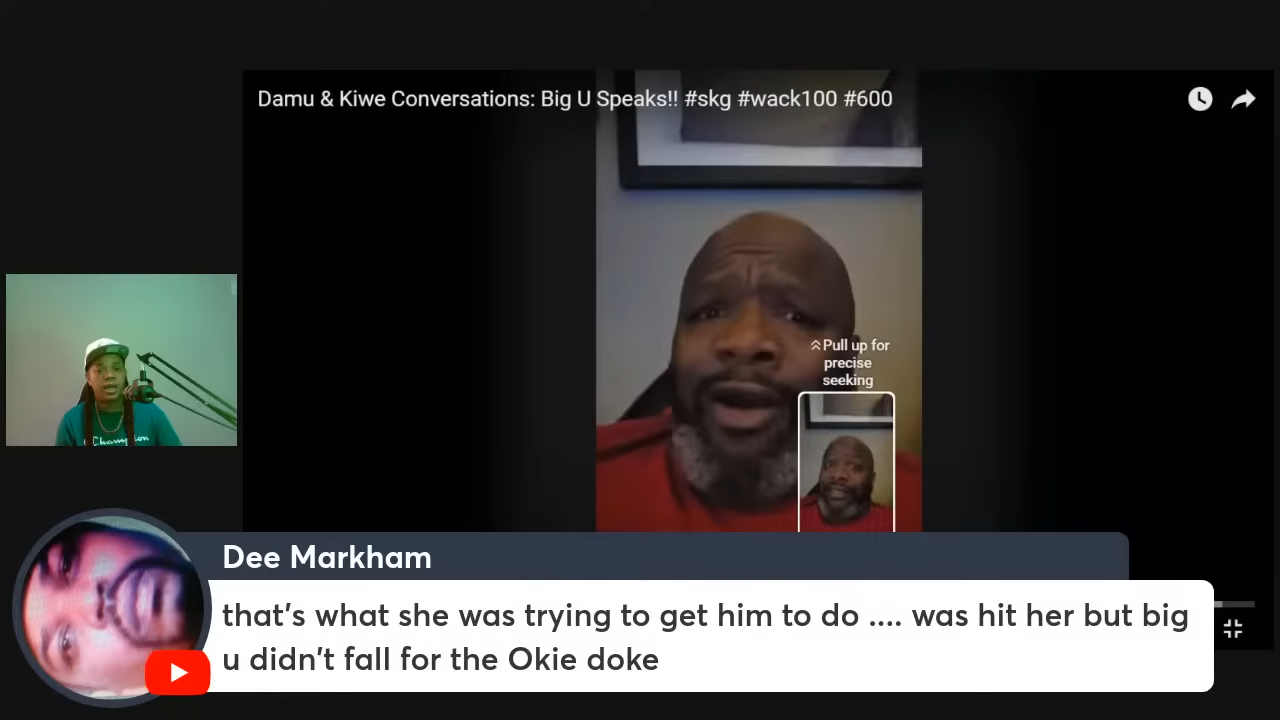 Damu & Kiwe Conversations: Big U Speaks!! #skg #wack100 #600
Pull up for
precise
seeking
Champion
Dee Markham
that's what she was trying to get him to do .... was hit her but big
u didn't fall for the Okie doke